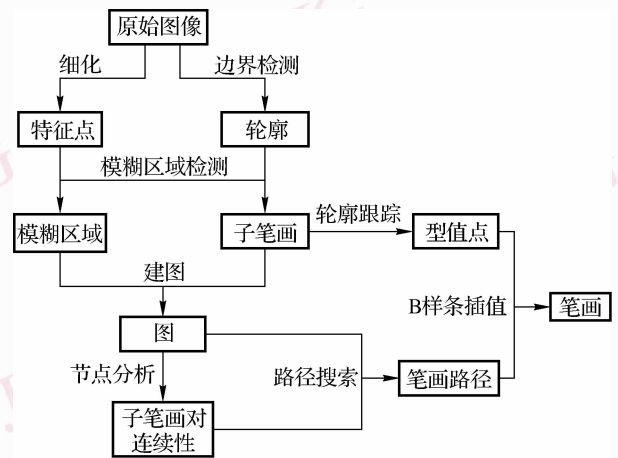 原始图像
细化
边界检测
特征点
轮廓
模糊区域检测
模糊区域
子笔画
轮廓跟踪
型值点
建图
B样条插值
笔画
图
节点分析
路径搜索
笔画路径
子笔画对
连续性